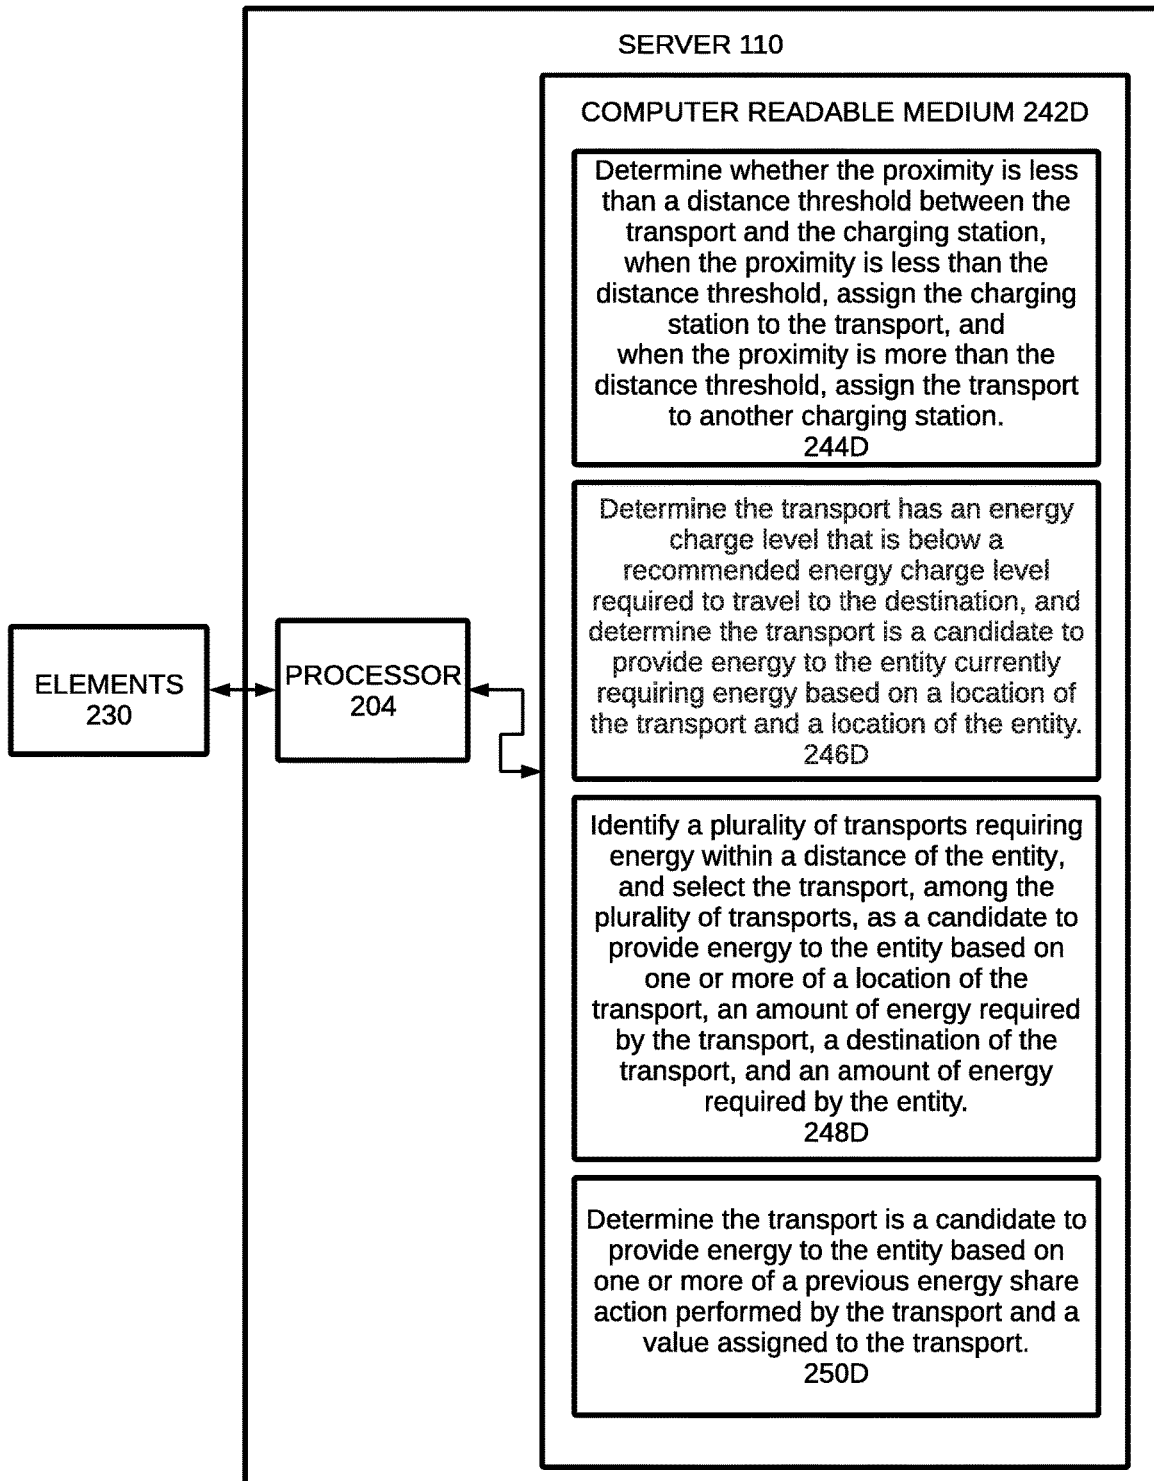 SERVER 110
COMPUTER READABLE MEDIUM 242D
Determine whether the proximity is less
than a distance threshold between the
transport and the charging station,
when the proximity is less than the
distance threshold, assign the charging
station to the transport, and
when the proximity is more than the
distance threshold, assign the transport
to another charging station.
244D
Determine the transport has an energy
charge level that is below a
recommended energy charge level
required to travel to the destination, and
determine the transport is a candidate to
provide energy to the entity currently
requiring energy based on a location of
the transport and a location of the entity.
246D
ELEMENTS
230
PROCESSOR
204
Identify a plurality of transports requiring
energy within a distance of the entity,
and select the transport, among the
plurality of transports, as a candidate to
provide energy to the entity based on
one or more of a location of the
transport, an amount of energy required
by the transport, a destination of the
transport, and an amount of energy
required by the entity.
248D
Determine the transport is a candidate to
provide energy to the entity based on
one or more of a previous energy share
action performed by the transport and a
value assigned to the transport.
250D